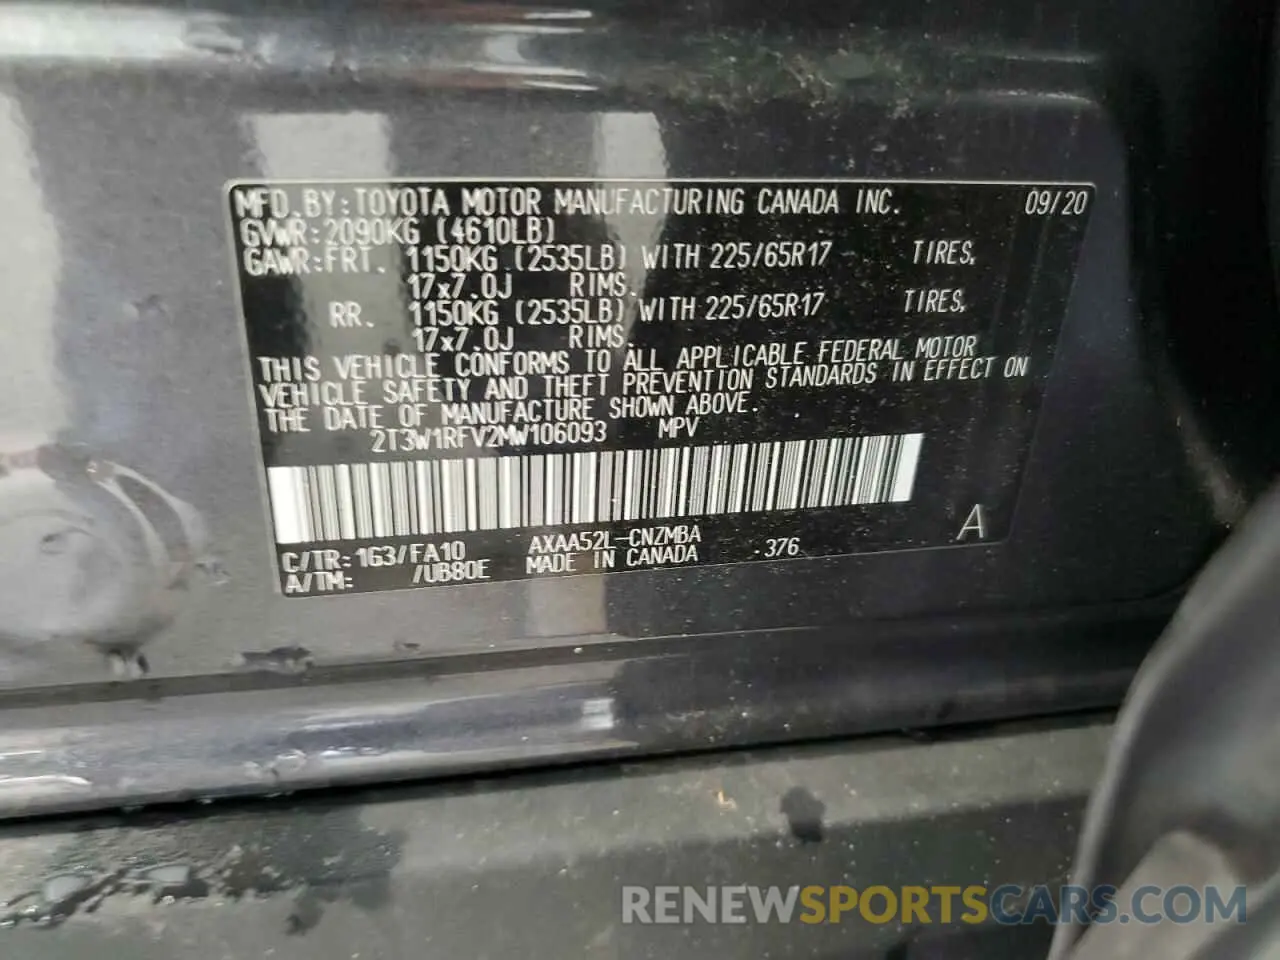 MFD. BY: TOYOTA MOTOR MANUFACTURING CANADA INC. 09/20
GVWR: 2090KG (4610LB)
GAWR: FRT. 1150KG (2535LB) WITH 225/65R17 TIRES,
17x7.0J RIMS.
RR. 1150KG (2535LB) WITH 225/65R17 TIRES,
17x7.0J RIMS.
THIS VEHICLE CONFORMS TO ALL APPLICABLE FEDERAL MOTOR
VEHICLE SAFETY AND THEFT PREVENTION STANDARDS IN EFFECT ON
THE DATE OF MANUFACTURE SHOWN ABOVE.
2T3W1RFV2MW106093 MPV
C/TR: 1G3/FA10 AXAA52L-CNZMBA 376 A
A/TM: /UB80E MADE IN CANADA
RENEWSPORTSCARS.COM